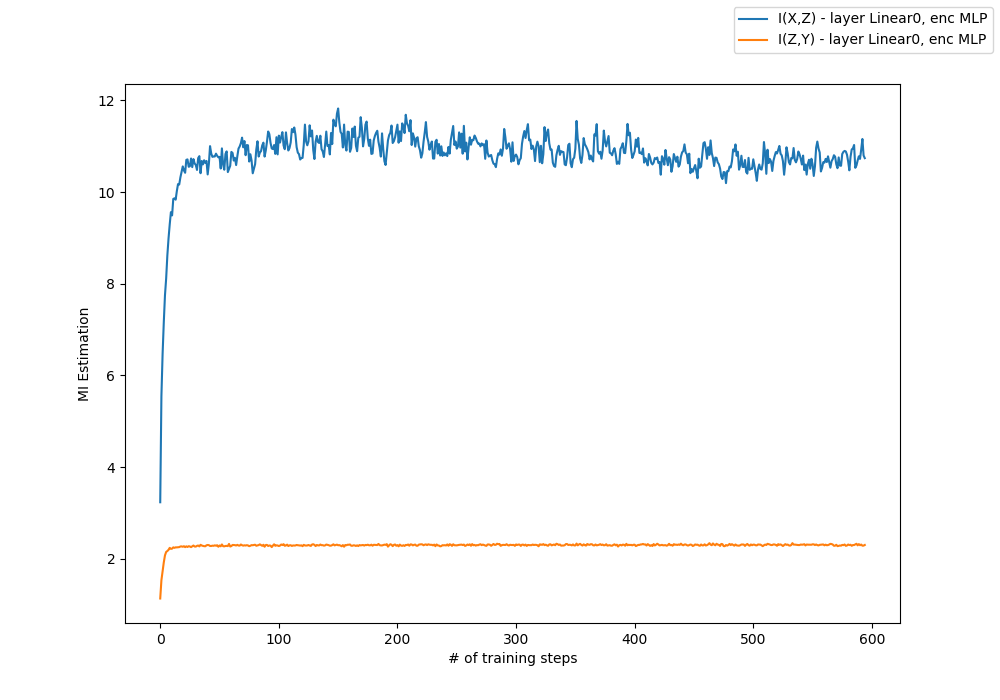 I(X,Z) - layer Linear0, enc MLP
I(Z,Y) - layer Linear0, enc MLP
12
10
8
6
4
2
MI Estimation
0 100 200 300 400 500 600
# of training steps